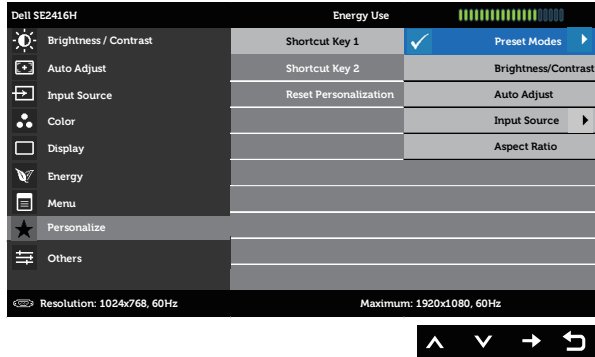 Dell SE2416H Energy Use
Brightness / Contrast Shortcut Key 1 Preset Modes
Auto Adjust Shortcut Key 2 Brightness/Contrast
Input Source Reset Personalization Auto Adjust
Color Input Source
Display Aspect Ratio
Energy
Menu
Personalize
Others
Resolution: 1024x768, 60Hz Maximum: 1920x1080, 60Hz